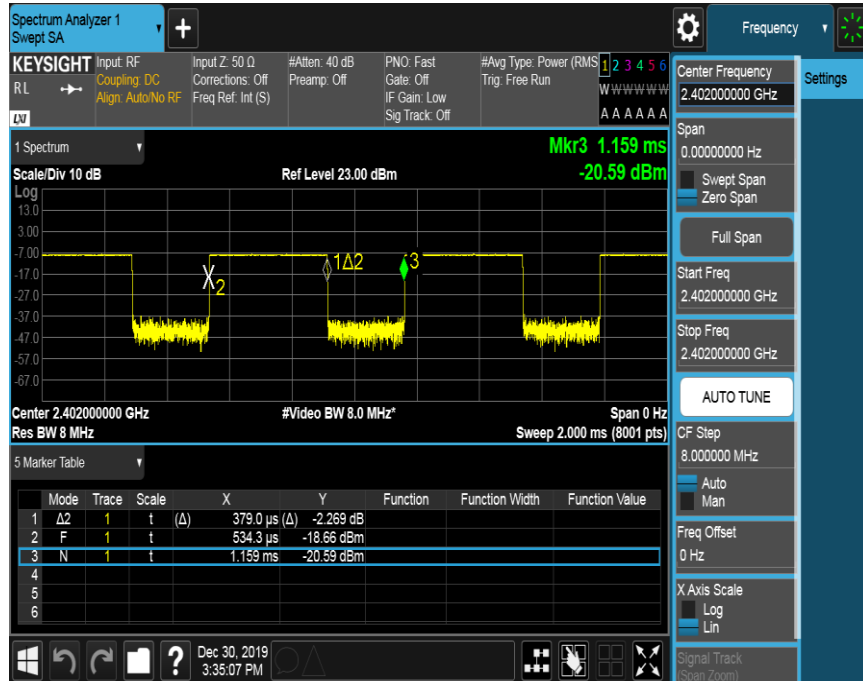 Spectrum Analyzer 1
Swept SA
+
Frequency
KEYSIGHT Input: RF Input Z: 50 Ω #Atten: 40 dB PNO: Fast #Avg Type: Power (RMS 1 2 3 4 5 6
RL Coupling: DC Corrections: Off Preamp: Off Gate: Off Trig: Free Run
Align: Auto/No RF Freq Ref: Int (S) IF Gain: Low W W W W W W
LXI Sig Track: Off A A A A A A
1 Spectrum
Mkr3 1.159 ms
Scale/Div 10 dB Ref Level 23.00 dBm -20.59 dBm
Log
13.0
3.00
-7.00
-17.0
-27.0
-37.0
-47.0
-57.0
-67.0
X2
1Δ2
3
Center 2.402000000 GHz #Video BW 8.0 MHz* Span 0 Hz
Res BW 8 MHz Sweep 2.000 ms (8001 pts)
5 Marker Table
Mode Trace Scale X Y Function Function Width Function Value
1 Δ2 1 t (Δ) 379.0 µs (Δ) -2.269 dB
2 F 1 t 534.3 µs -18.66 dBm
3 N 1 t 1.159 ms -20.59 dBm
4
5
6
?
Dec 30, 2019
3:35:07 PM
Center Frequency
2.402000000 GHz
Settings
Span
0.00000000 Hz
Swept Span
Zero Span
Full Span
Start Freq
2.402000000 GHz
Stop Freq
2.402000000 GHz
AUTO TUNE
CF Step
8.000000 MHz
Auto
Man
Freq Offset
0 Hz
X Axis Scale
Log
Lin
Signal Track
(Span Zoom)